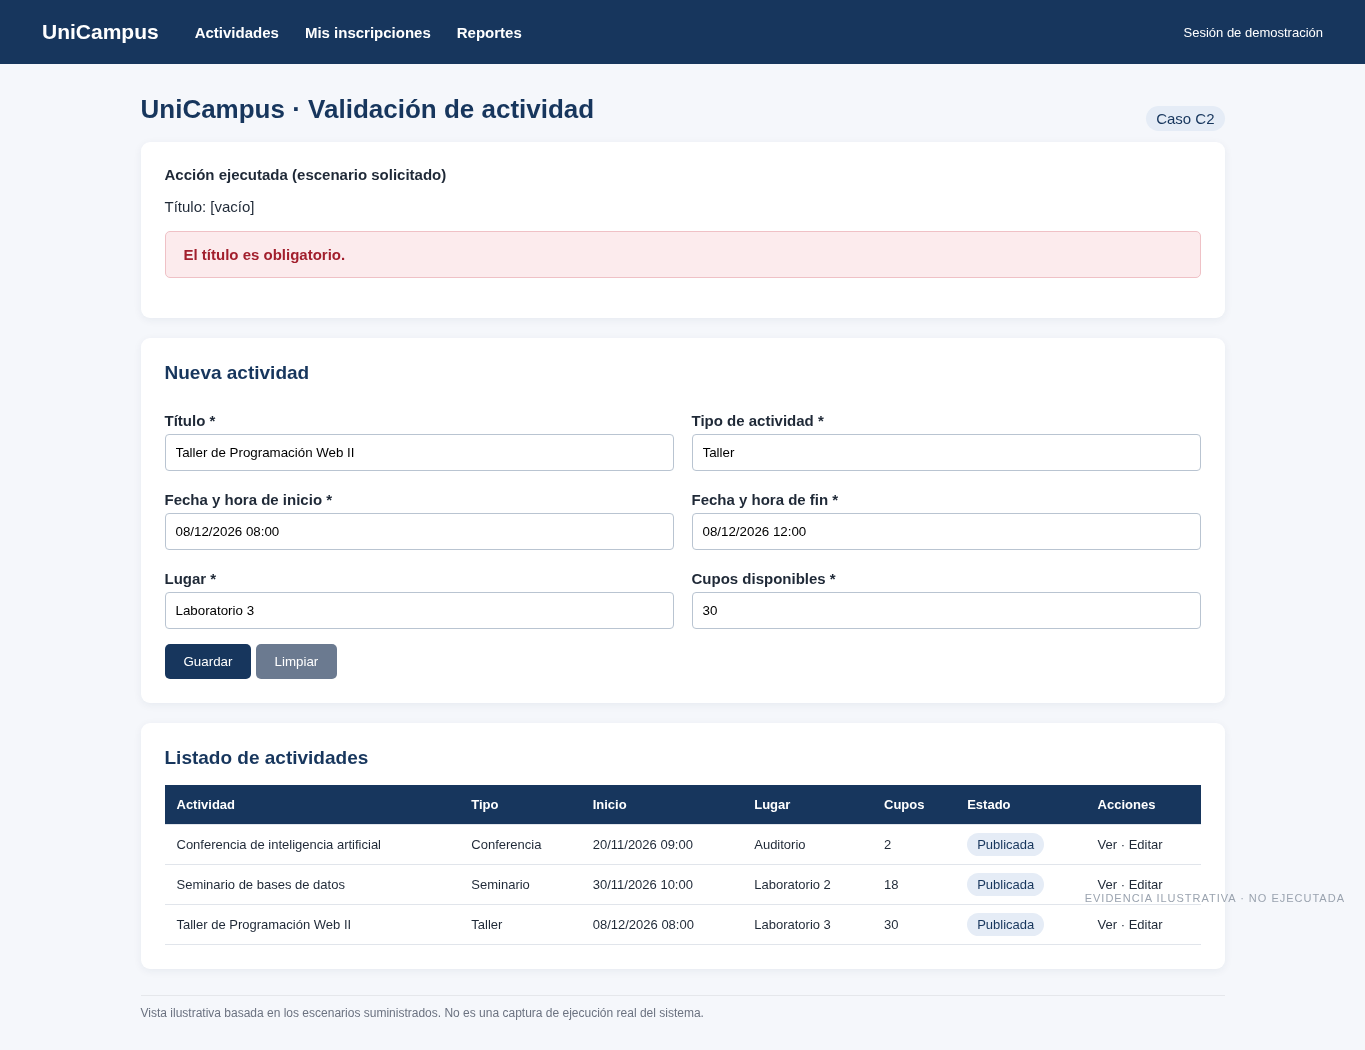 UniCampus Actividades Mis inscripciones Reportes Sesión de demostración
UniCampus · Validación de actividad
Caso C2
Acción ejecutada (escenario solicitado)
Título: [vacío]
El título es obligatorio.
Nueva actividad
Título * Tipo de actividad *
Taller de Programación Web II Taller
Fecha y hora de inicio * Fecha y hora de fin *
08/12/2026 08:00 08/12/2026 12:00
Lugar * Cupos disponibles *
Laboratorio 3 30
Guardar Limpiar
Listado de actividades
Actividad Tipo Inicio Lugar Cupos Estado Acciones
Conferencia de inteligencia artificial Conferencia 20/11/2026 09:00 Auditorio 2 Publicada Ver · Editar
Seminario de bases de datos Seminario 30/11/2026 10:00 Laboratorio 2 18 Publicada Ver · Editar
EVIDENCIA ILUSTRATIVA · NO EJECUTADA
Taller de Programación Web II Taller 08/12/2026 08:00 Laboratorio 3 30 Publicada Ver · Editar
Vista ilustrativa basada en los escenarios suministrados. No es una captura de ejecución real del sistema.